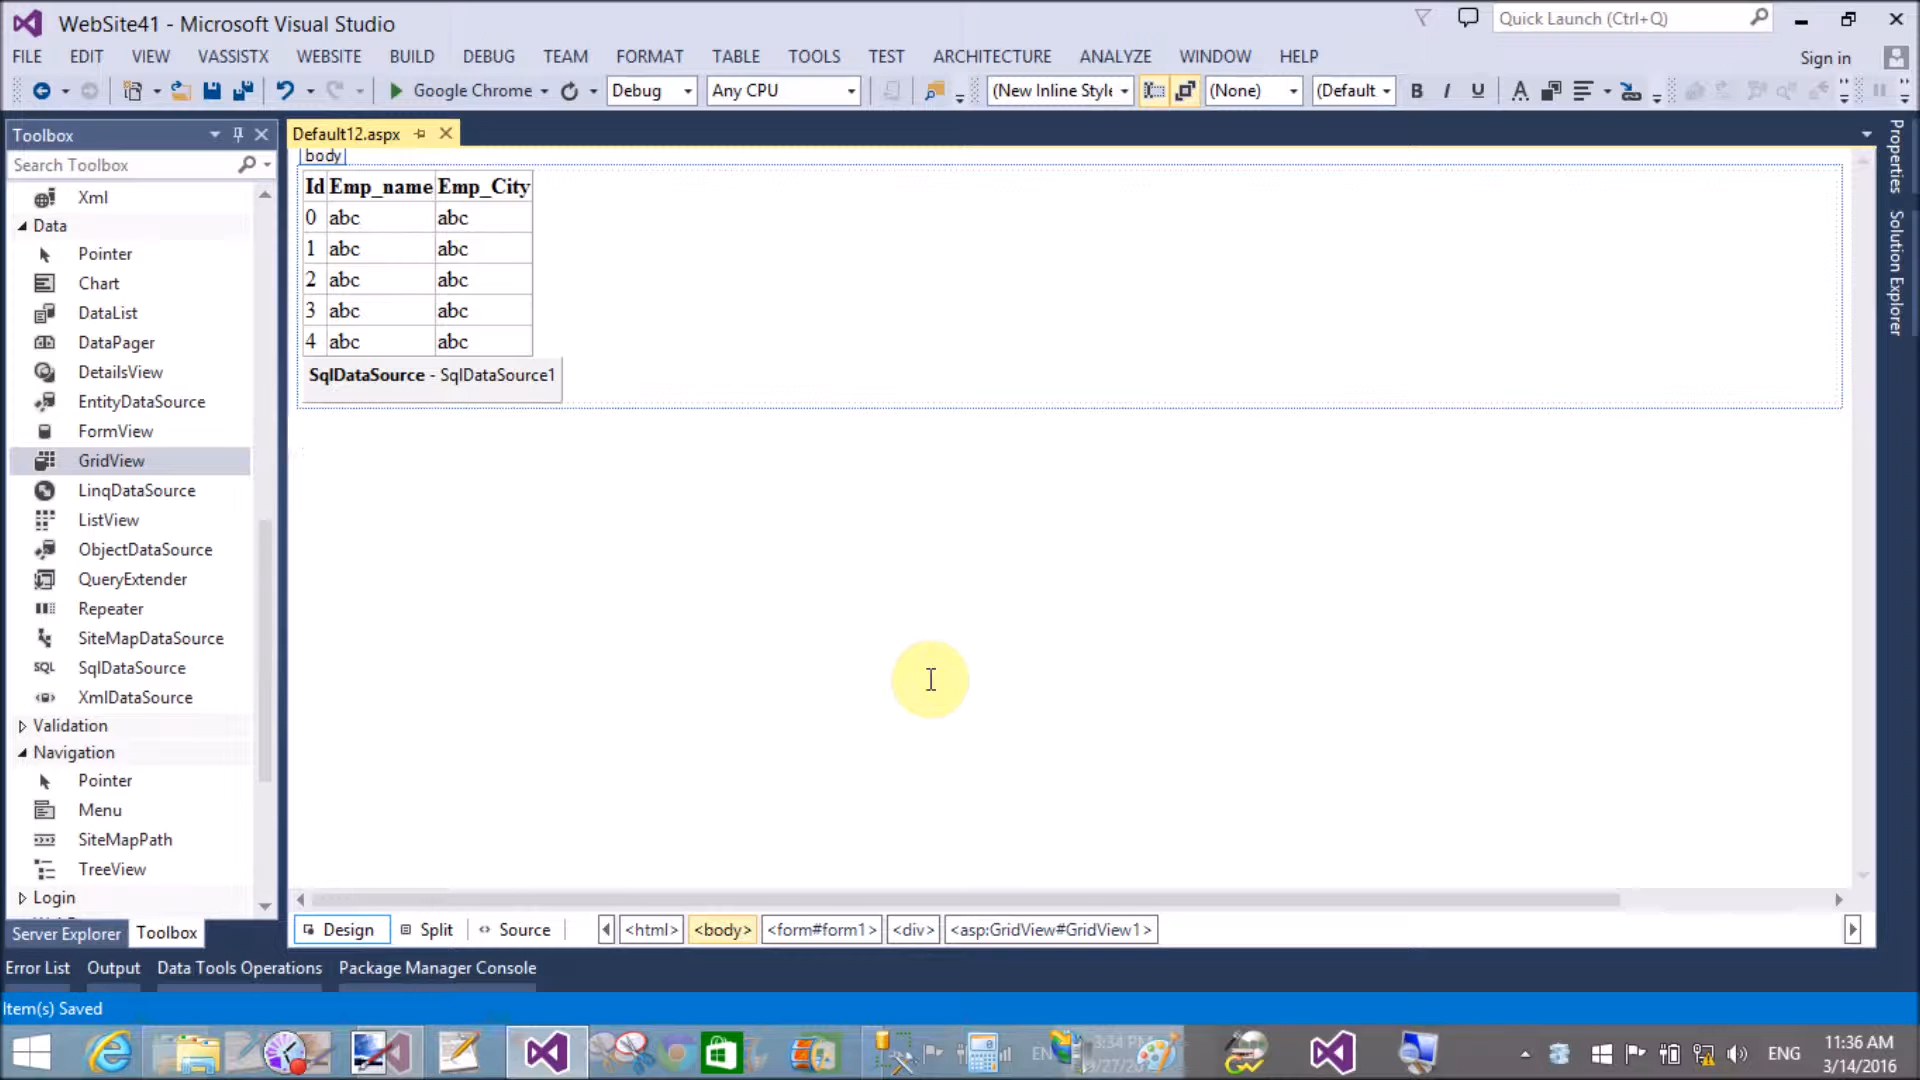 WebSite41 - Microsoft Visual Studio
Quick Launch (Ctrl+Q)
FILE EDIT VIEW VASSISTX WEBSITE BUILD DEBUG TEAM FORMAT TABLE TOOLS TEST ARCHITECTURE ANALYZE WINDOW HELP
Sign in
Google Chrome Debug Any CPU (New Inline Style (None) (Default B I U A
Toolbox
Default12.aspx
Search Toolbox
body
Xml
Data
Pointer
Chart
DataList
DataPager
DetailsView
EntityDataSource
FormView
GridView
LinqDataSource
ListView
ObjectDataSource
QueryExtender
Repeater
SiteMapDataSource
SQL SqlDataSource
XmlDataSource
Validation
Navigation
Pointer
Menu
SiteMapPath
TreeView
Login
Id Emp_name Emp_City
0 abc abc
1 abc abc
2 abc abc
3 abc abc
4 abc abc
SqlDataSource - SqlDataSource1
Properties
Solution Explorer
Design Split Source <html> <body> <form#form1> <div> <asp:GridView#GridView1>
Server Explorer Toolbox
Error List Output Data Tools Operations Package Manager Console
Item(s) Saved
ENG
11:36 AM
3/14/2016